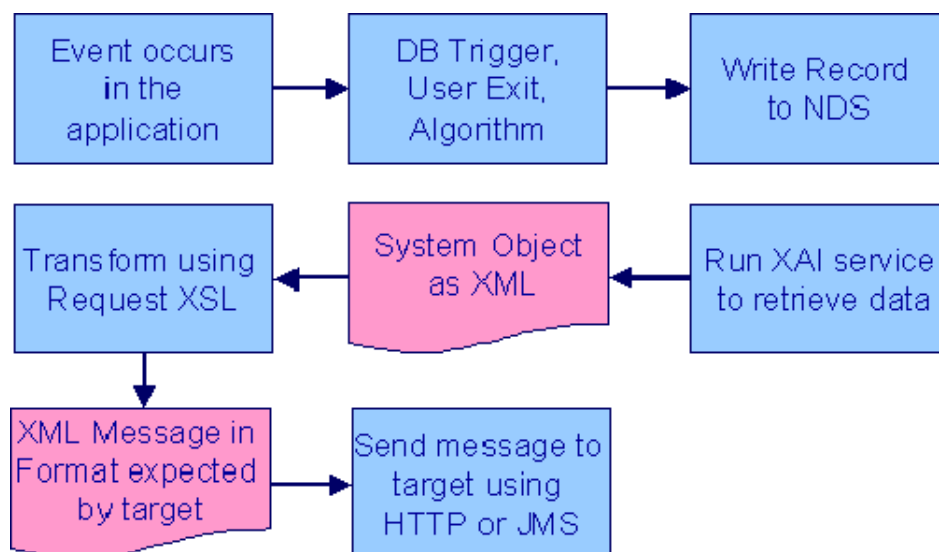 Event occurs
in the
application
DB Trigger,
User Exit,
Algorithm
Write Record
to NDS
Transform using
Request XSL
System Object
as XML
Run XAI service
to retrieve data
XML Message in
Format expected
by target
Send message to
target using
HTTP or JMS